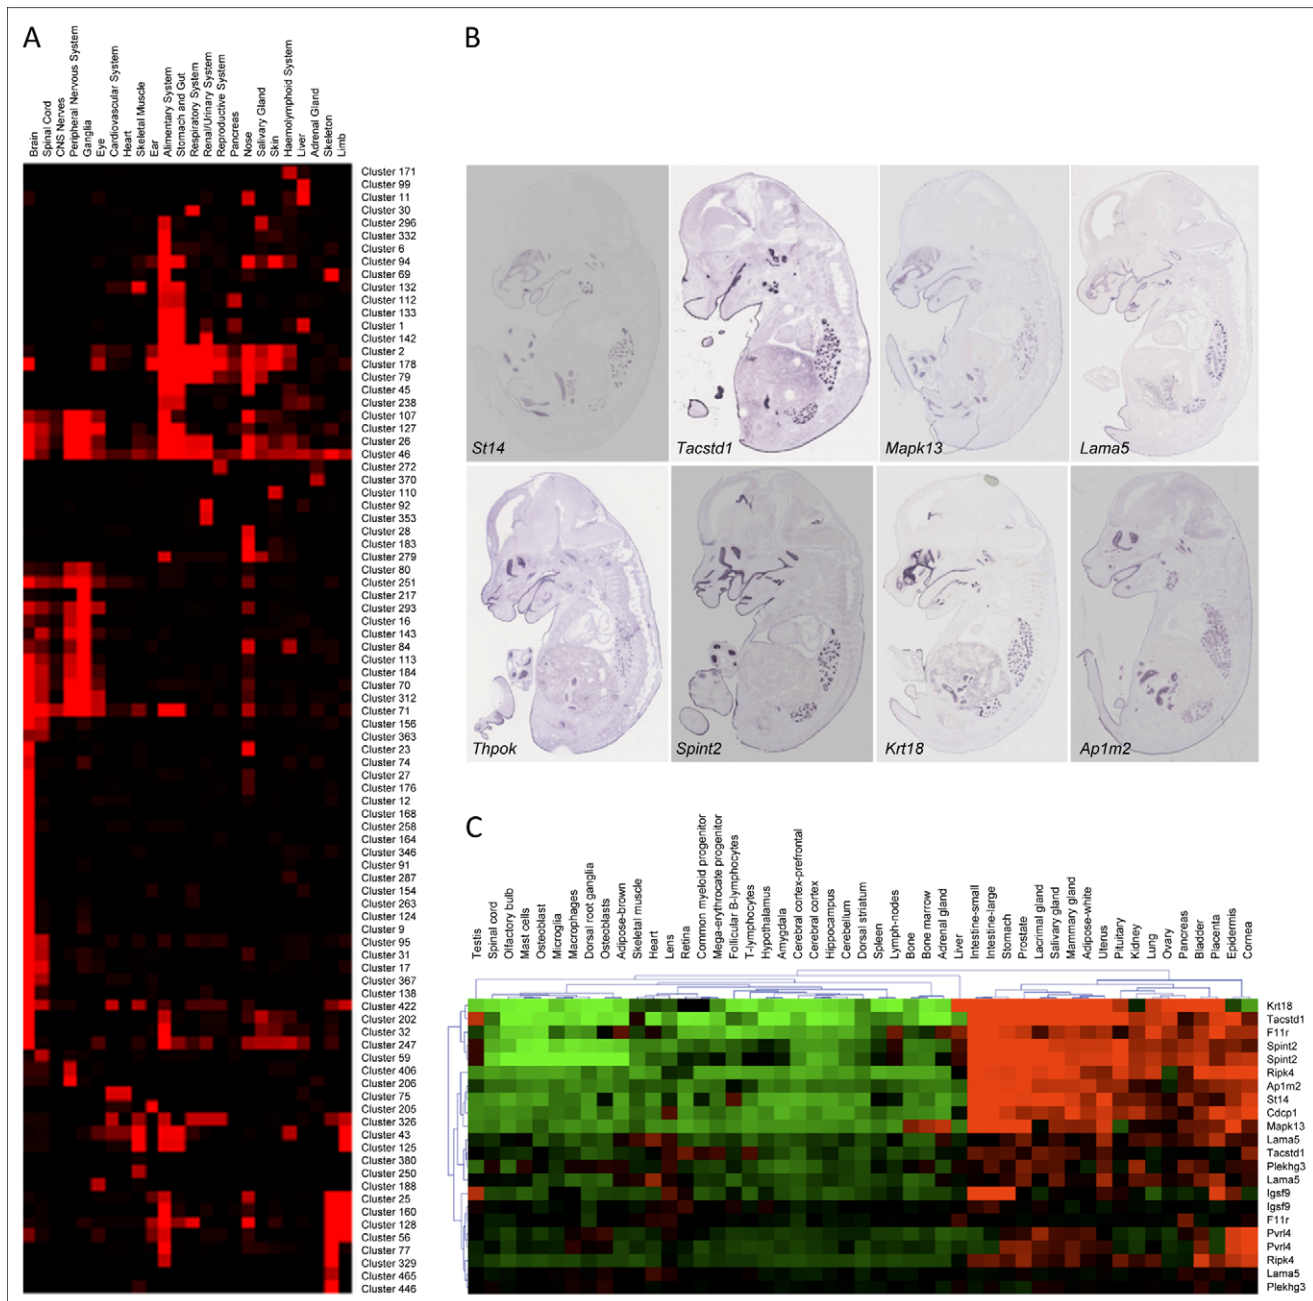 A
Brain
Spinal Cord
CNS Nerves
Peripheral Nervous System
Ganglia
Eye
Cardiovascular System
Heart
Skeletal Muscle
Ear
Alimentary System
Stomach and Gut
Respiratory System
Renal/Urinary System
Reproductive System
Pancreas
Nose
Salivary Gland
Skin
Haemolymphoid System
Liver
Adrenal Gland
Skeleton
Limb
Cluster 171
Cluster 99
Cluster 11
Cluster 30
Cluster 296
Cluster 332
Cluster 6
Cluster 94
Cluster 69
Cluster 132
Cluster 112
Cluster 133
Cluster 1
Cluster 142
Cluster 2
Cluster 178
Cluster 79
Cluster 45
Cluster 238
Cluster 107
Cluster 127
Cluster 26
Cluster 46
Cluster 272
Cluster 370
Cluster 110
Cluster 92
Cluster 353
Cluster 28
Cluster 183
Cluster 279
Cluster 80
Cluster 251
Cluster 217
Cluster 293
Cluster 16
Cluster 143
Cluster 84
Cluster 113
Cluster 184
Cluster 70
Cluster 312
Cluster 71
Cluster 156
Cluster 363
Cluster 23
Cluster 74
Cluster 27
Cluster 176
Cluster 12
Cluster 168
Cluster 258
Cluster 164
Cluster 346
Cluster 91
Cluster 287
Cluster 154
Cluster 263
Cluster 124
Cluster 9
Cluster 95
Cluster 31
Cluster 17
Cluster 367
Cluster 138
Cluster 422
Cluster 202
Cluster 32
Cluster 247
Cluster 59
Cluster 406
Cluster 206
Cluster 75
Cluster 205
Cluster 326
Cluster 43
Cluster 125
Cluster 380
Cluster 250
Cluster 188
Cluster 25
Cluster 160
Cluster 128
Cluster 56
Cluster 77
Cluster 329
Cluster 465
Cluster 446
B
St14
Tacstd1
Mapk13
Lama5
Thpok
Spint2
Krt18
Ap1m2
C
Testis
Spinal cord
Olfactory bulb
Mast cells
Osteoblast
Microglia
Macrophages
Dorsal root ganglia
Osteoblasts
Adipose-brown
Skeletal muscle
Heart
Lens
Retina
Common myeloid progenitor
Mega-erythrocate progenitor
Follicular B-lymphocytes
T-lymphocytes
Hypothalamus
Amygdala
Cerebral cortex-prefrontal
Cerebral cortex
Hippocampus
Cerebellum
Dorsal striatum
Spleen
Lymph-nodes
Bone
Bone marrow
Adrenal gland
Liver
Intestine-small
Intestine-large
Stomach
Prostate
Lacrimal gland
Salivary gland
Mammary gland
Adipose-white
Uterus
Pituitary
Kidney
Lung
Ovary
Pancreas
Bladder
Placenta
Epidermis
Cornea
Krt18
Tacstd1
F11r
Spint2
Spint2
Ripk4
Ap1m2
St14
Cdcp1
Mapk13
Lama5
Tacstd1
Plekhg3
Lama5
Igsf9
Igsf9
F11r
Pvrl4
Pvrl4
Ripk4
Lama5
Plekhg3